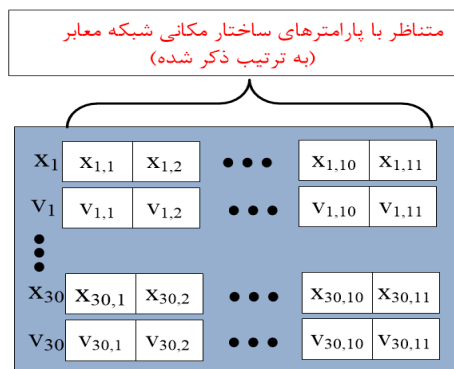 متناظر با پارامترهای ساختار مکانی شبکه معابر
(به ترتیب ذکر شده)
x1 x1,1 x1,2 ●●● x1,10 x1,11
v1 v1,1 v1,2 ●●● v1,10 v1,11
x30 x30,1 x30,2 ●●● x30,10 x30,11
v30 v30,1 v30,2 ●●● v30,10 v30,11